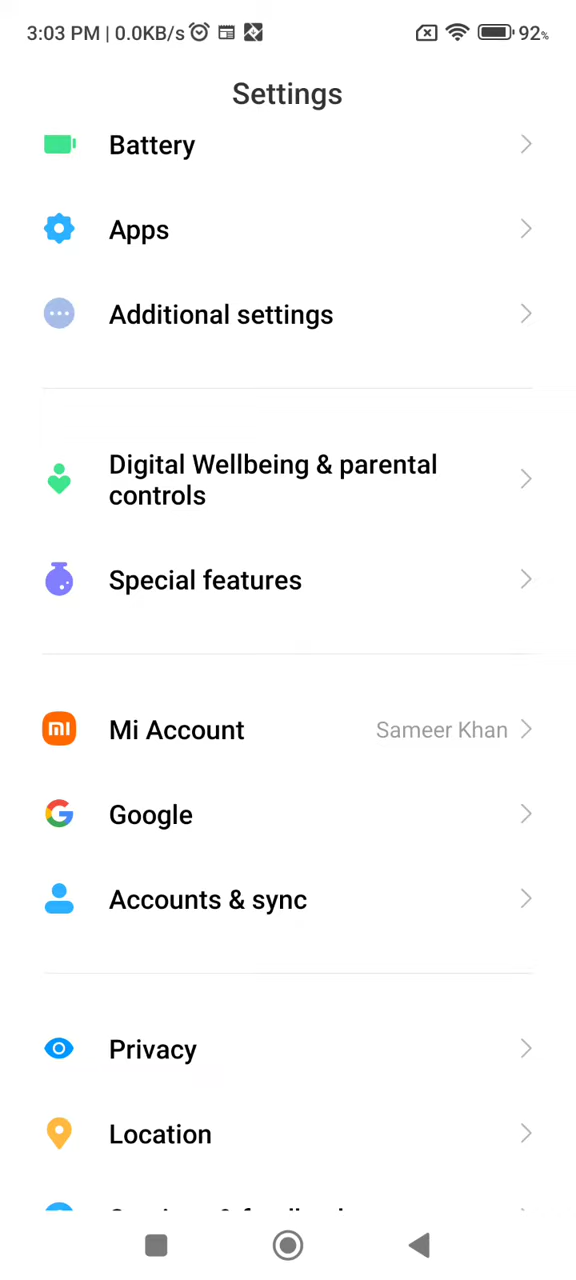 3:03 PM | 0.0KB/s 92%
Settings
Battery
Apps
Additional settings
Digital Wellbeing & parental
controls
Special features
Mi Account Sameer Khan
Google
Accounts & sync
Privacy
Location